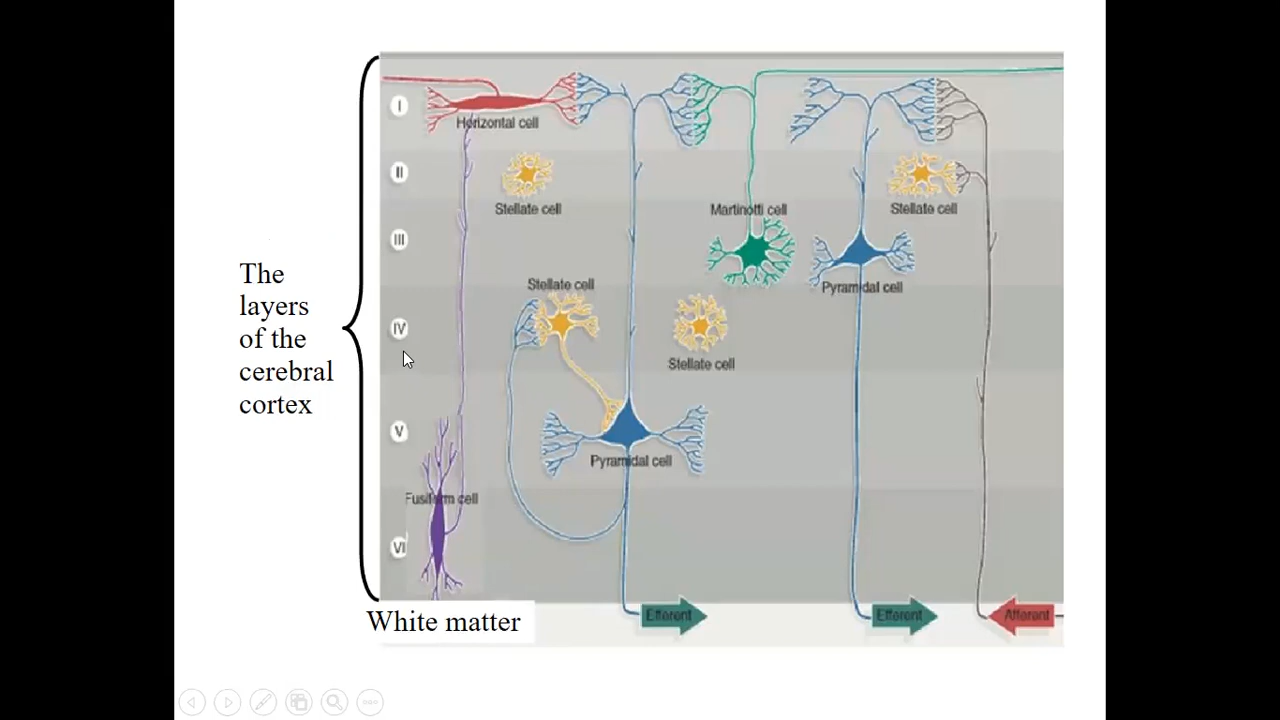 I
Horizontal cell
II
Stellate cell
Martinotti cell
Stellate cell
III
Stellate cell
Pyramidal cell
The
layers
of the
cerebral
cortex
IV
Stellate cell
V
Pyramidal cell
Fusiform cell
VI
White matter
Efferent
Efferent
Afferent